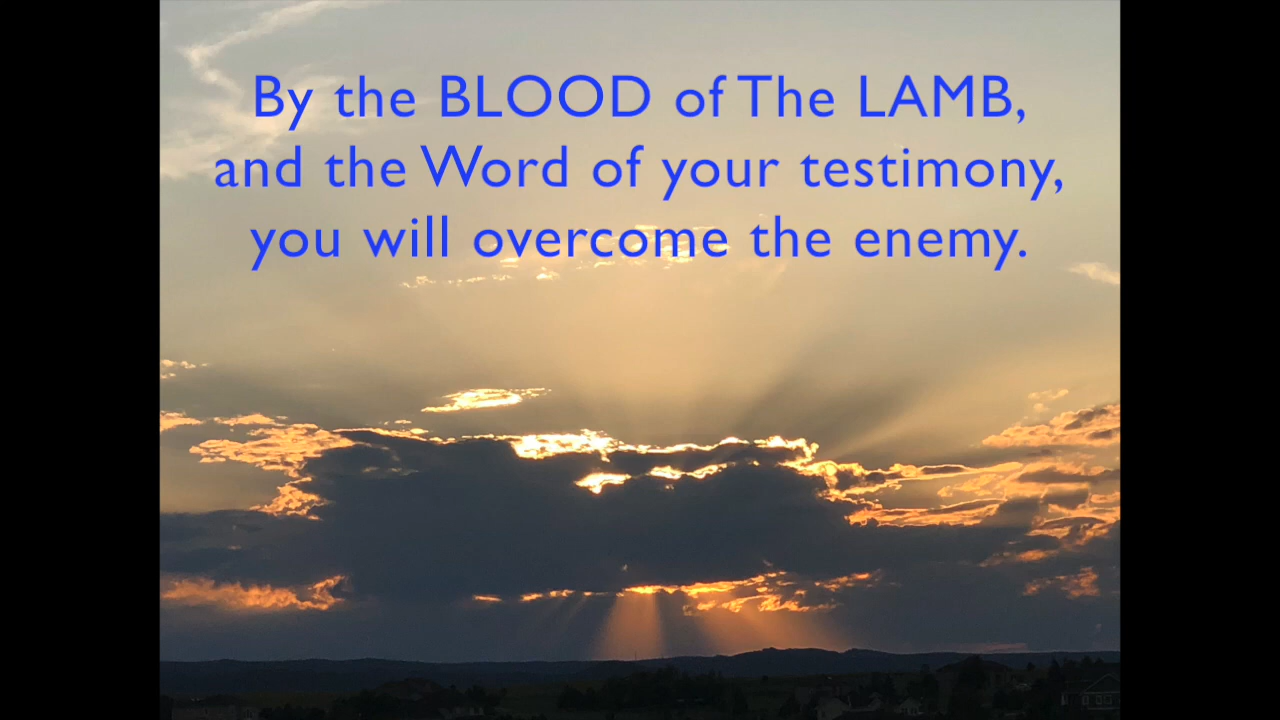 By the BLOOD of The LAMB,
and the Word of your testimony,
you will overcome the enemy.